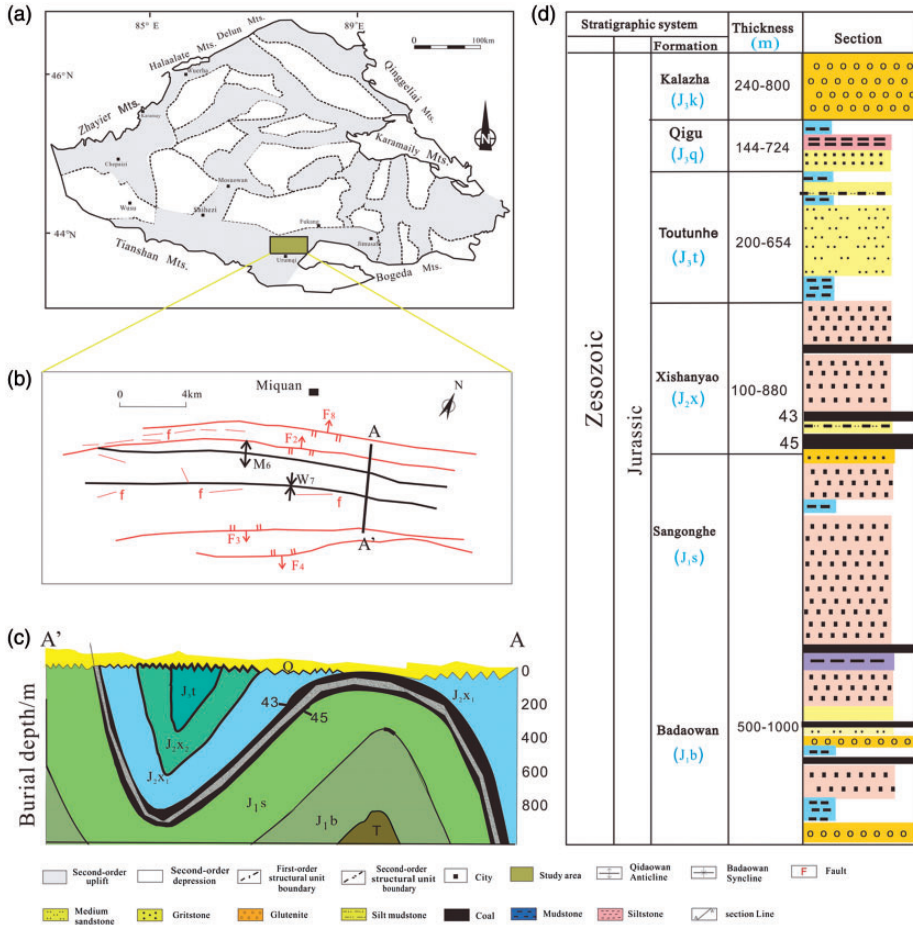 (a)
85° E
89°E
0 100km
46°N
44°N
Halaalate Mts.
Delun Mts.
Qinggeliai Mts.
Zhayier Mts.
Karamaily Mts.
Tianshan Mts.
Bogeda Mts.
Mosuowan
Shihezi
Fukang
Urumqi
N
(b)
0 4km
Miquan
N
F8
F2
A
M6
W7
f
f
f
f
F3
A'
F4
(c)
A'
A
Q
0
200
400
600
800
Burial depth/m
J3t
J2x2
J2x1
J2x1
43
45
J1s
J1b
T
(d)
Stratigraphic system
Formation
Thickness
(m)
Section
Zesozoic
Jurassic
Kalazha
(J3k)
240-800
Qigu
(J3q)
144-724
Toutunhe
(J3t)
200-654
Xishanyao
(J2x)
100-880
43
45
Sangonghe
(J1s)
Badaowan
(J1b)
500-1000
Second-order
uplift
Second-order
depression
First-order
structural unit
boundary
Second-order
structural unit
boundary
City
Study area
Qidaowan
Anticline
Badaowan
Syncline
F
Fault
Medium
sandstone
Gritstone
Glutenite
Silt mudstone
Coal
Mudstone
Siltstone
section Line